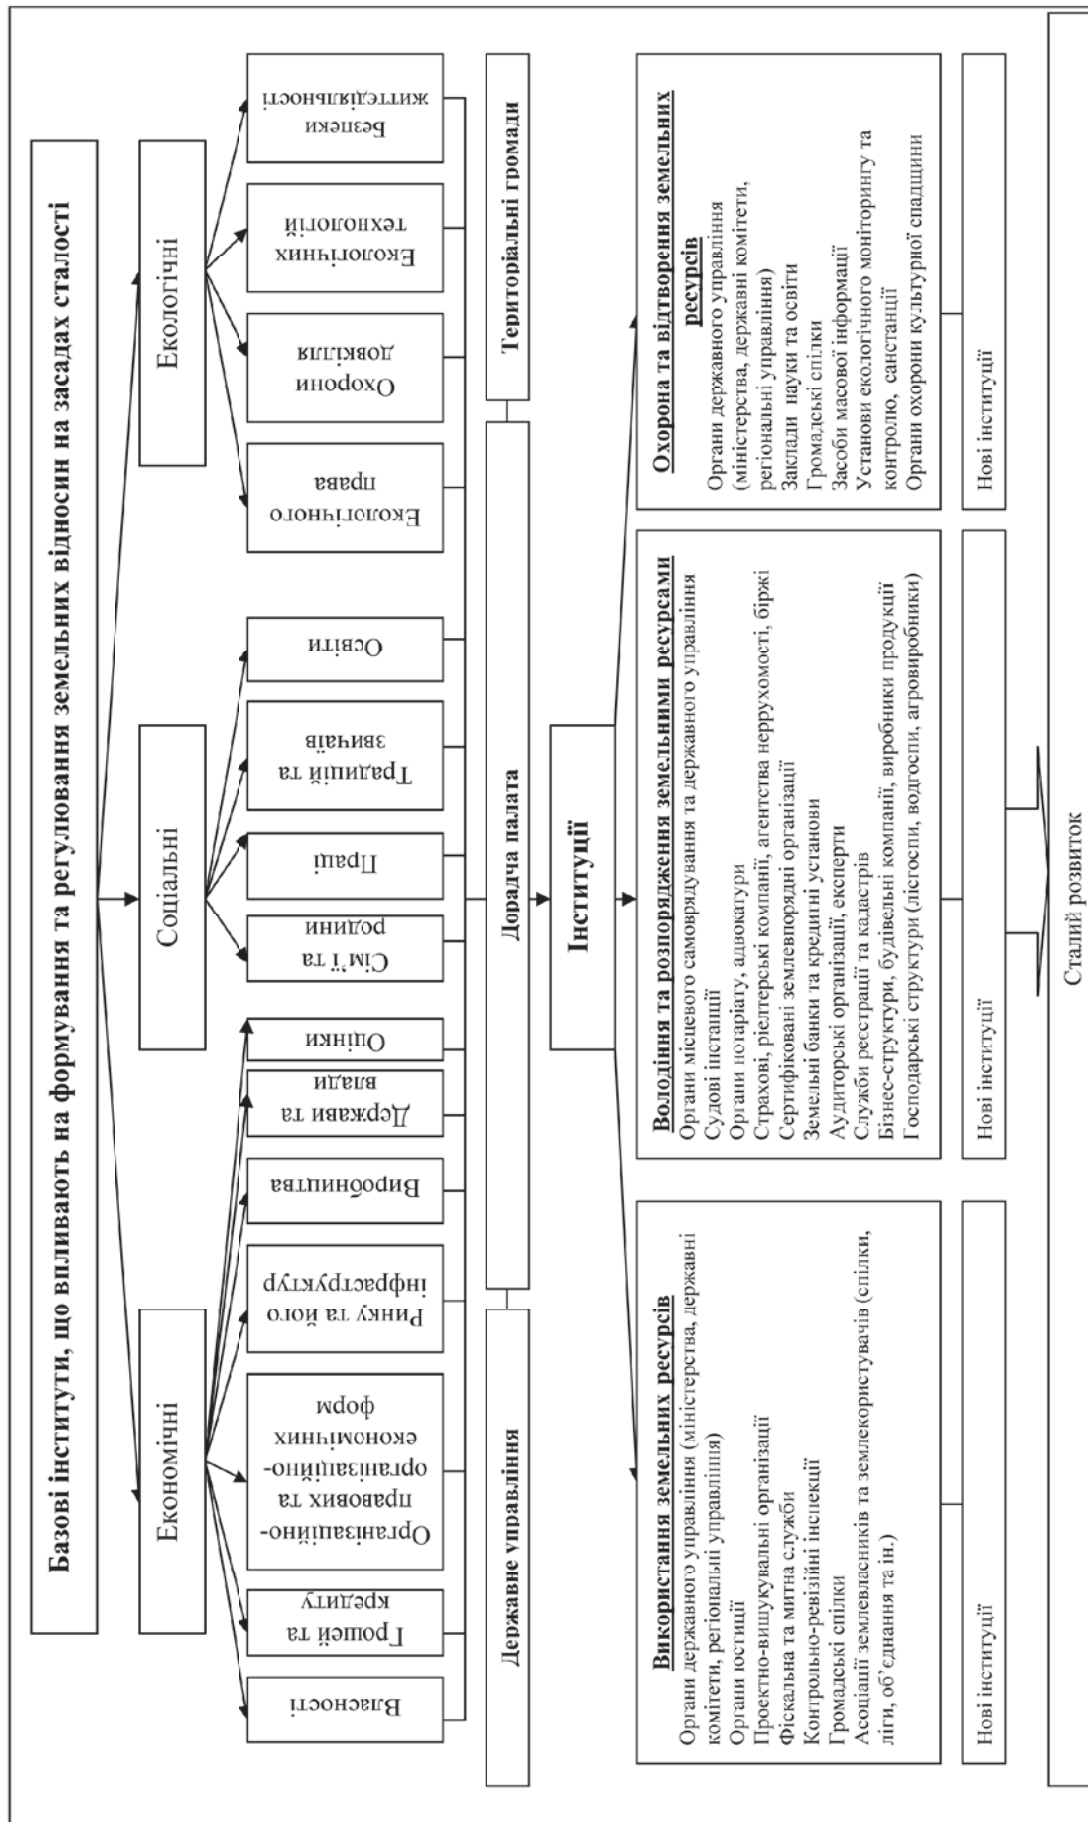 Базові інститути, що впливають на формування та регулювання земельних відносин на засадах сталості
Економічні
Соціальні
Екологічні
Власності
Грошей та
кредиту
Організаційно-
правових та
організаційно-
економічних
форм
Ринку та його
інфраструктур
Виробництва
Держави та
влади
Оцінки
Сім’ї та
родини
Праці
Традицій та
звичаїв
Освіти
Екологічного
права
Охорони
довкілля
Екологічних
технологій
Безпеки
життєдіяльності
Державне управління
Дорадча палата
Територіальні громади
Інституції
Використання земельних ресурсів
Органи державного управління (міністерства, державні
комітети, регіональні управління)
Органи юстиції
Проектно-вишукувальні організації
Фіскальна та митна служби
Контрольно-ревізійні інспекції
Громадські спілки
Асоціації землевласників та землекористувачів (спілки,
ліги, об’єднання та ін.)
Володіння та розпорядження земельними ресурсами
Органи місцевого самоврядування та державного управління
Судові інстанції
Органи нотаріату, адвокатури
Страхові, ріелтерські компанії, агентства неррухомості, біржі
Сертифіковані землевпорядні організації
Земельні банки та кредитні установи
Аудиторські організації, експерти
Служби реєстрації та кадастрів
Бізнес-структури, будівельні компанії, виробники продукції
Господарські структури (лісгоспи, водгоспи, агровиробники)
Охорона та відтворення земельних
ресурсів
Органи державного управління
(міністерства, державні комітети,
регіональні управління)
Заклади науки та освіти
Громадські спілки
Засоби масової інформації
Установи екологічного моніторингу та
контролю, санстанції
Органи охорони культурної спадщини
Нові інституції
Нові інституції
Нові інституції
Сталий розвиток